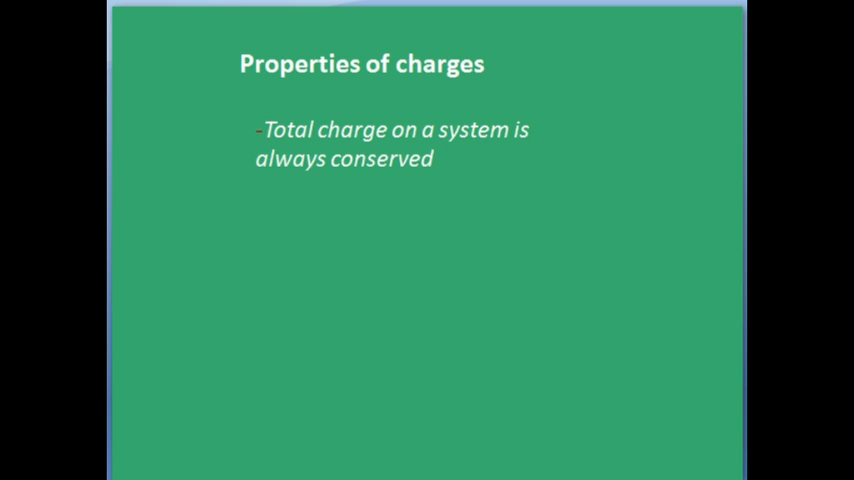 Properties of charges
-Total charge on a system is
always conserved